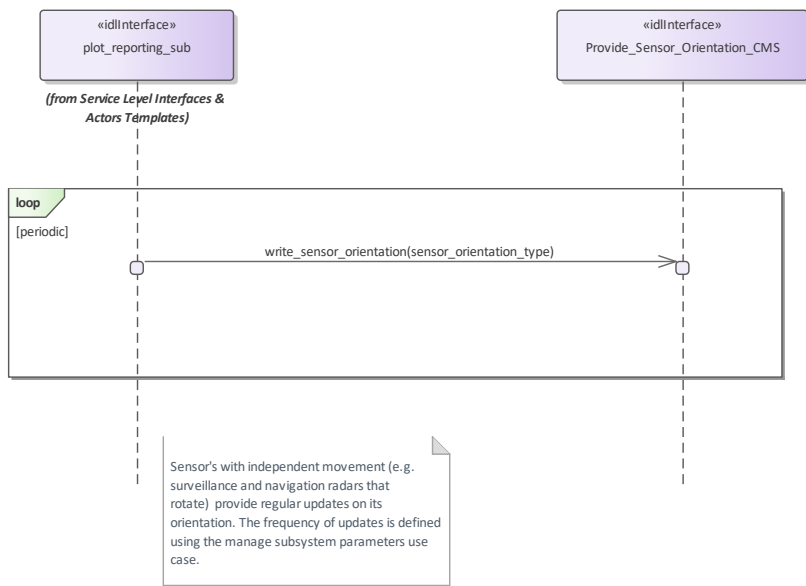 «idlInterface»
plot_reporting_sub
«idlInterface»
Provide_Sensor_Orientation_CMS
(from Service Level Interfaces &
Actors Templates)
loop
[periodic]
write_sensor_orientation(sensor_orientation_type)
Sensor's with independent movement (e.g.
surveillance and navigation radars that
rotate) provide regular updates on its
orientation. The frequency of updates is defined
using the manage subsystem parameters use
case.